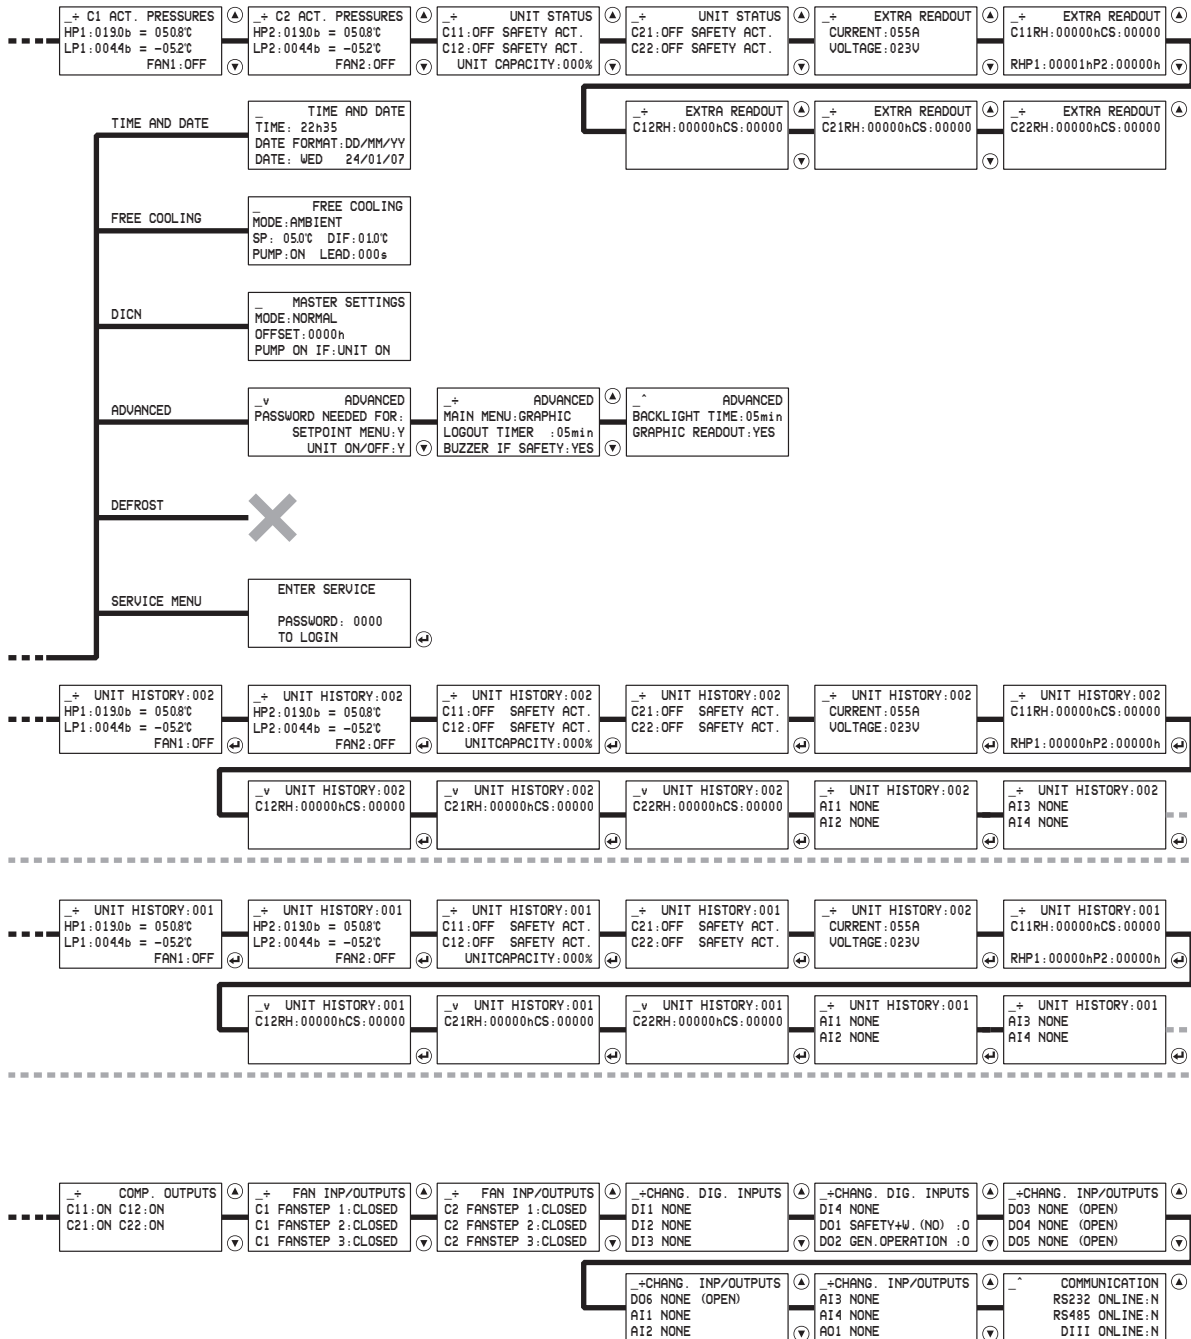 _÷ C1 ACT. PRESSURES
HP1:019.0b = 050.8°C
LP1:004.4b = -05.2°C
FAN1:OFF
_÷ C2 ACT. PRESSURES
HP2:019.0b = 050.8°C
LP2:004.4b = -05.2°C
FAN2:OFF
_÷ UNIT STATUS
C11:OFF SAFETY ACT.
C12:OFF SAFETY ACT.
UNIT CAPACITY:000%
_÷ UNIT STATUS
C21:OFF SAFETY ACT.
C22:OFF SAFETY ACT.
_÷ EXTRA READOUT
CURRENT:055A
VOLTAGE:023V
_÷ EXTRA READOUT
C11RH:00000hCS:00000
RHP1:00001hP2:00000h
_÷ EXTRA READOUT
C12RH:00000hCS:00000
_÷ EXTRA READOUT
C21RH:00000hCS:00000
_÷ EXTRA READOUT
C22RH:00000hCS:00000
TIME AND DATE
_ TIME AND DATE
TIME: 22h35
DATE FORMAT:DD/MM/YY
DATE: WED 24/01/07
FREE COOLING
_ FREE COOLING
MODE:AMBIENT
SP: 05.0°C DIF:01.0°C
PUMP:ON LEAD:000s
DICN
_ MASTER SETTINGS
MODE:NORMAL
OFFSET:0000h
PUMP ON IF:UNIT ON
ADVANCED
_v ADVANCED
PASSWORD NEEDED FOR:
SETPOINT MENU:Y
UNIT ON/OFF:Y
_÷ ADVANCED
MAIN MENU:GRAPHIC
LOGOUT TIMER :05min
BUZZER IF SAFETY:YES
_^ ADVANCED
BACKLIGHT TIME:05min
GRAPHIC READOUT:YES
DEFROST
SERVICE MENU
ENTER SERVICE
PASSWORD: 0000
TO LOGIN
_÷ UNIT HISTORY:002
HP1:019.0b = 050.8°C
LP1:004.4b = -05.2°C
FAN1:OFF
_÷ UNIT HISTORY:002
HP2:019.0b = 050.8°C
LP2:004.4b = -05.2°C
FAN2:OFF
_÷ UNIT HISTORY:002
C11:OFF SAFETY ACT.
C12:OFF SAFETY ACT.
UNITCAPACITY:000%
_÷ UNIT HISTORY:002
C21:OFF SAFETY ACT.
C22:OFF SAFETY ACT.
_÷ UNIT HISTORY:002
CURRENT:055A
VOLTAGE:023V
_÷ UNIT HISTORY:002
C11RH:00000hCS:00000
RHP1:00000hP2:00000h
_v UNIT HISTORY:002
C12RH:00000hCS:00000
_v UNIT HISTORY:002
C21RH:00000hCS:00000
_v UNIT HISTORY:002
C22RH:00000hCS:00000
_÷ UNIT HISTORY:002
AI1 NONE
AI2 NONE
_÷ UNIT HISTORY:002
AI3 NONE
AI4 NONE
_÷ UNIT HISTORY:001
HP1:019.0b = 050.8°C
LP1:004.4b = -05.2°C
FAN1:OFF
_÷ UNIT HISTORY:001
HP2:019.0b = 050.8°C
LP2:004.4b = -05.2°C
FAN2:OFF
_÷ UNIT HISTORY:001
C11:OFF SAFETY ACT.
C12:OFF SAFETY ACT.
UNITCAPACITY:000%
_÷ UNIT HISTORY:001
C21:OFF SAFETY ACT.
C22:OFF SAFETY ACT.
_÷ UNIT HISTORY:002
CURRENT:055A
VOLTAGE:023V
_÷ UNIT HISTORY:001
C11RH:00000hCS:00000
RHP1:00000hP2:00000h
_v UNIT HISTORY:001
C12RH:00000hCS:00000
_v UNIT HISTORY:001
C21RH:00000hCS:00000
_v UNIT HISTORY:001
C22RH:00000hCS:00000
_÷ UNIT HISTORY:001
AI1 NONE
AI2 NONE
_÷ UNIT HISTORY:001
AI3 NONE
AI4 NONE
_÷ COMP. OUTPUTS
C11:ON C12:ON
C21:ON C22:ON
_÷ FAN INP/OUTPUTS
C1 FANSTEP 1:CLOSED
C1 FANSTEP 2:CLOSED
C1 FANSTEP 3:CLOSED
_÷ FAN INP/OUTPUTS
C2 FANSTEP 1:CLOSED
C2 FANSTEP 2:CLOSED
C2 FANSTEP 3:CLOSED
_÷CHANG. DIG. INPUTS
DI1 NONE
DI2 NONE
DI3 NONE
_÷CHANG. DIG. INPUTS
DI4 NONE
DO1 SAFETY+W.(NO) :O
DO2 GEN.OPERATION :O
_÷CHANG. INP/OUTPUTS
DO3 NONE (OPEN)
DO4 NONE (OPEN)
DO5 NONE (OPEN)
_÷CHANG. INP/OUTPUTS
DO6 NONE (OPEN)
AI1 NONE
AI2 NONE
_÷CHANG. INP/OUTPUTS
AI3 NONE
AI4 NONE
AO1 NONE
_^ COMMUNICATION
RS232 ONLINE:N
RS485 ONLINE:N
DIII ONLINE:N